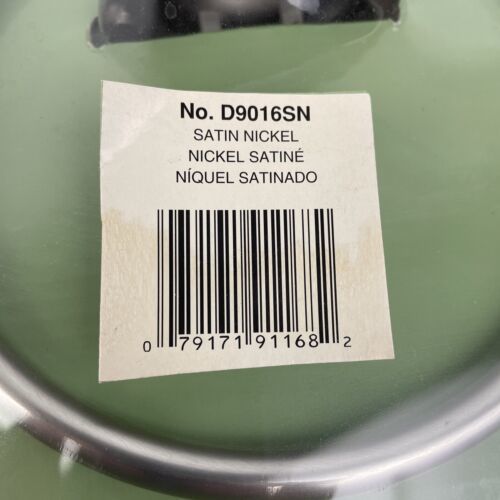 No. D9016SN
SATIN NICKEL
NICKEL SATINÉ
NÍQUEL SATINADO
0 79171 91168 2